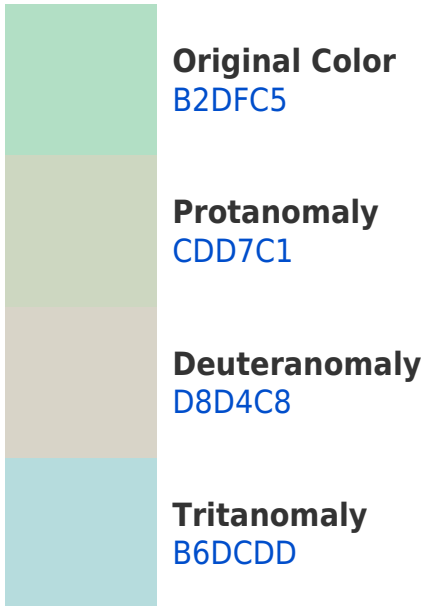 Original Color
B2DFC5
Protanomaly
CDD7C1
Deuteranomaly
D8D4C8
Tritanomaly
B6DCDD